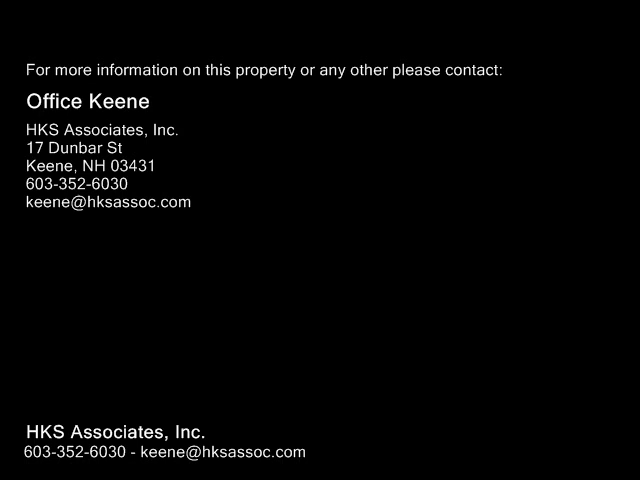 For more information on this property or any other please contact:
Office Keene
HKS Associates, Inc.
17 Dunbar St
Keene, NH 03431
603-352-6030
keene@hksassoc.com
HKS Associates, Inc.
603-352-6030 - keene@hksassoc.com